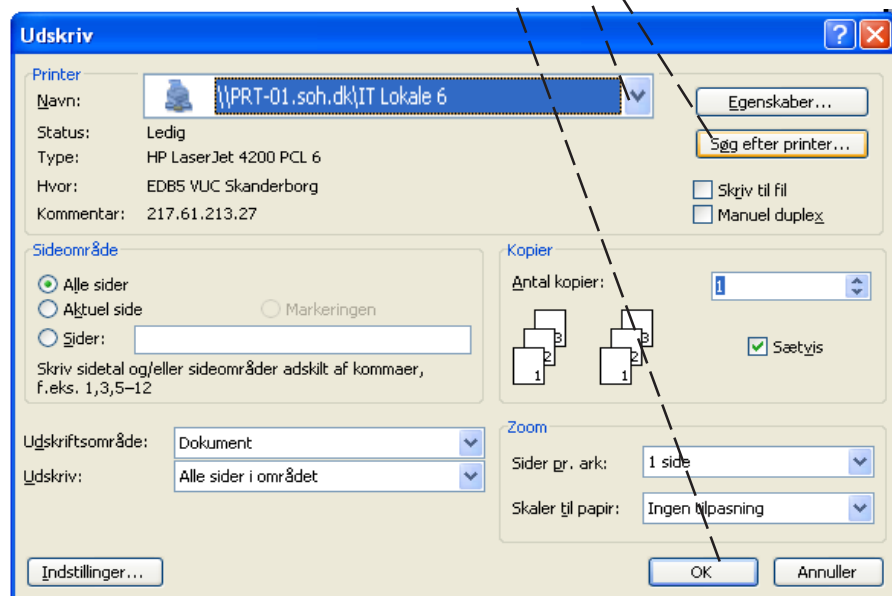 Udskriv
Printer
Navn: \\PRT-01.soh.dk\IT Lokale 6 Egenskaber...
Status: Ledig Søg efter printer...
Type: HP LaserJet 4200 PCL 6
Hvor: EDB5 VUC Skanderborg Skriv til fil
Kommentar: 217.61.213.27 Manuel duplex
Sideområde
Alle sider
Aktuel side Markeringen
Sider:
Skriv sidetal og/eller sideområder adskilt af kommaer,
f.eks. 1,3,5–12
Kopier
Antal kopier: 1
3 3
2 2
1 1
Sætvis
Udskriftsområde: Dokument
Udskriv: Alle sider i området
Zoom
Sider pr. ark: 1 side
Skaler til papir: Ingen tilpasning
Indstillinger... OK Annuller